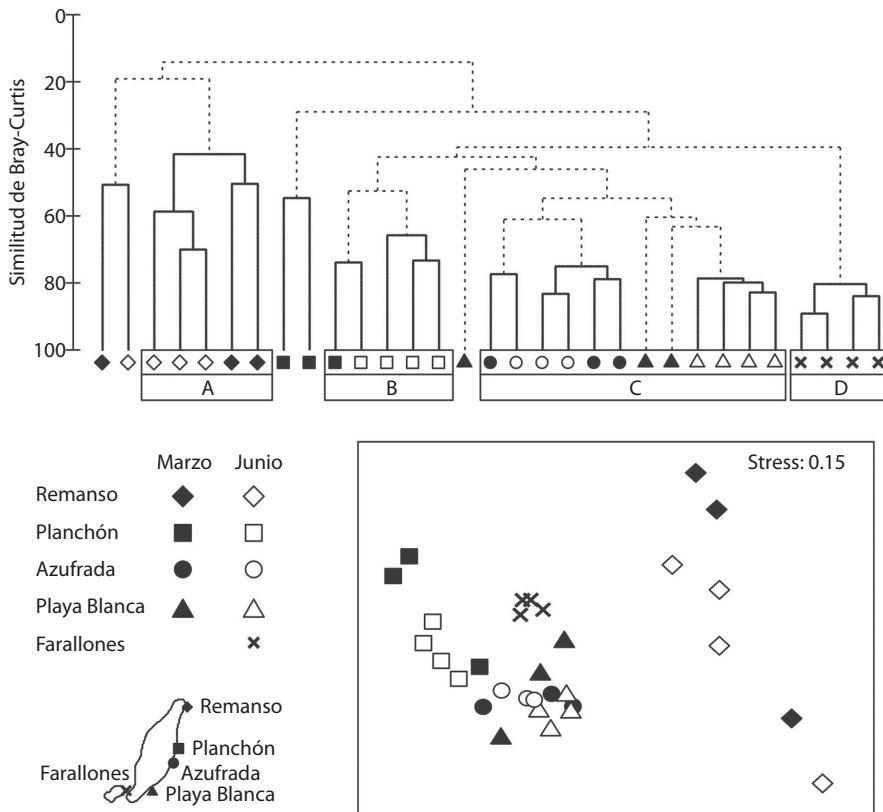 Similitud de Bray-Curtis
0
20
40
60
80
100
A
B
C
D
Marzo Junio
Remanso
Planchón
Azufrada
Playa Blanca
Farallones
Stress: 0.15
Remanso
Planchón
Farallones
Azufrada
Playa Blanca